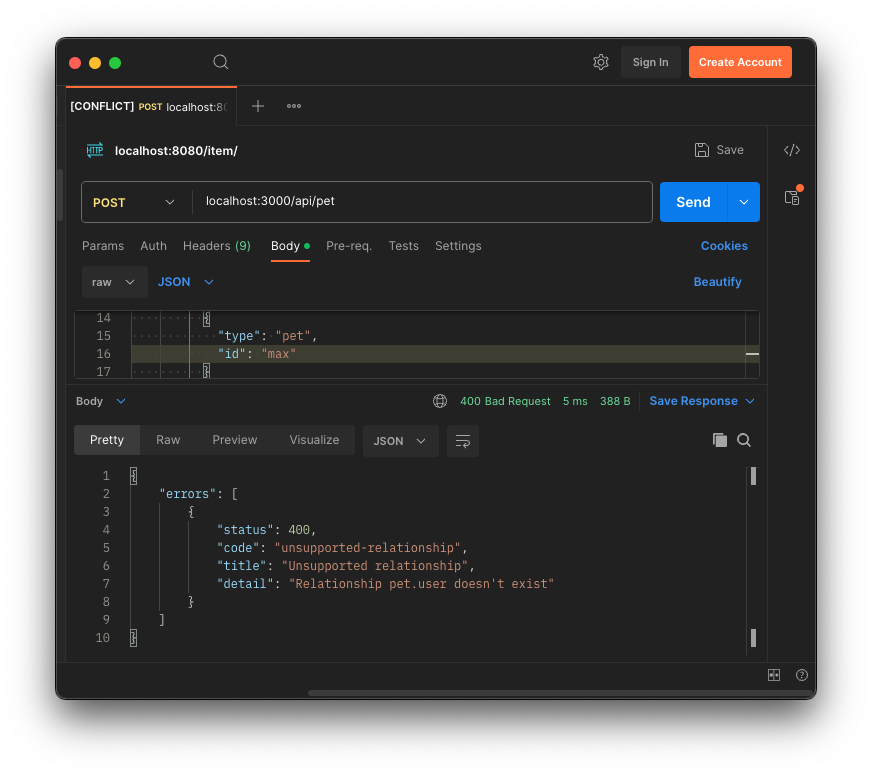 Sign In
Create Account
[CONFLICT] POST localhost:80
HTTP localhost:8080/item/
Save
</>
POST
localhost:3000/api/pet
Send
Params Auth Headers (9) Body Pre-req. Tests Settings Cookies
raw JSON Beautify
14 {
15 "type": "pet",
16 "id": "max"
17 }
Body
400 Bad Request 5 ms 388 B Save Response
Pretty Raw Preview Visualize JSON
1 {
2 "errors": [
3 {
4 "status": 400,
5 "code": "unsupported-relationship",
6 "title": "Unsupported relationship",
7 "detail": "Relationship pet.user doesn't exist"
8 }
9 ]
10 }